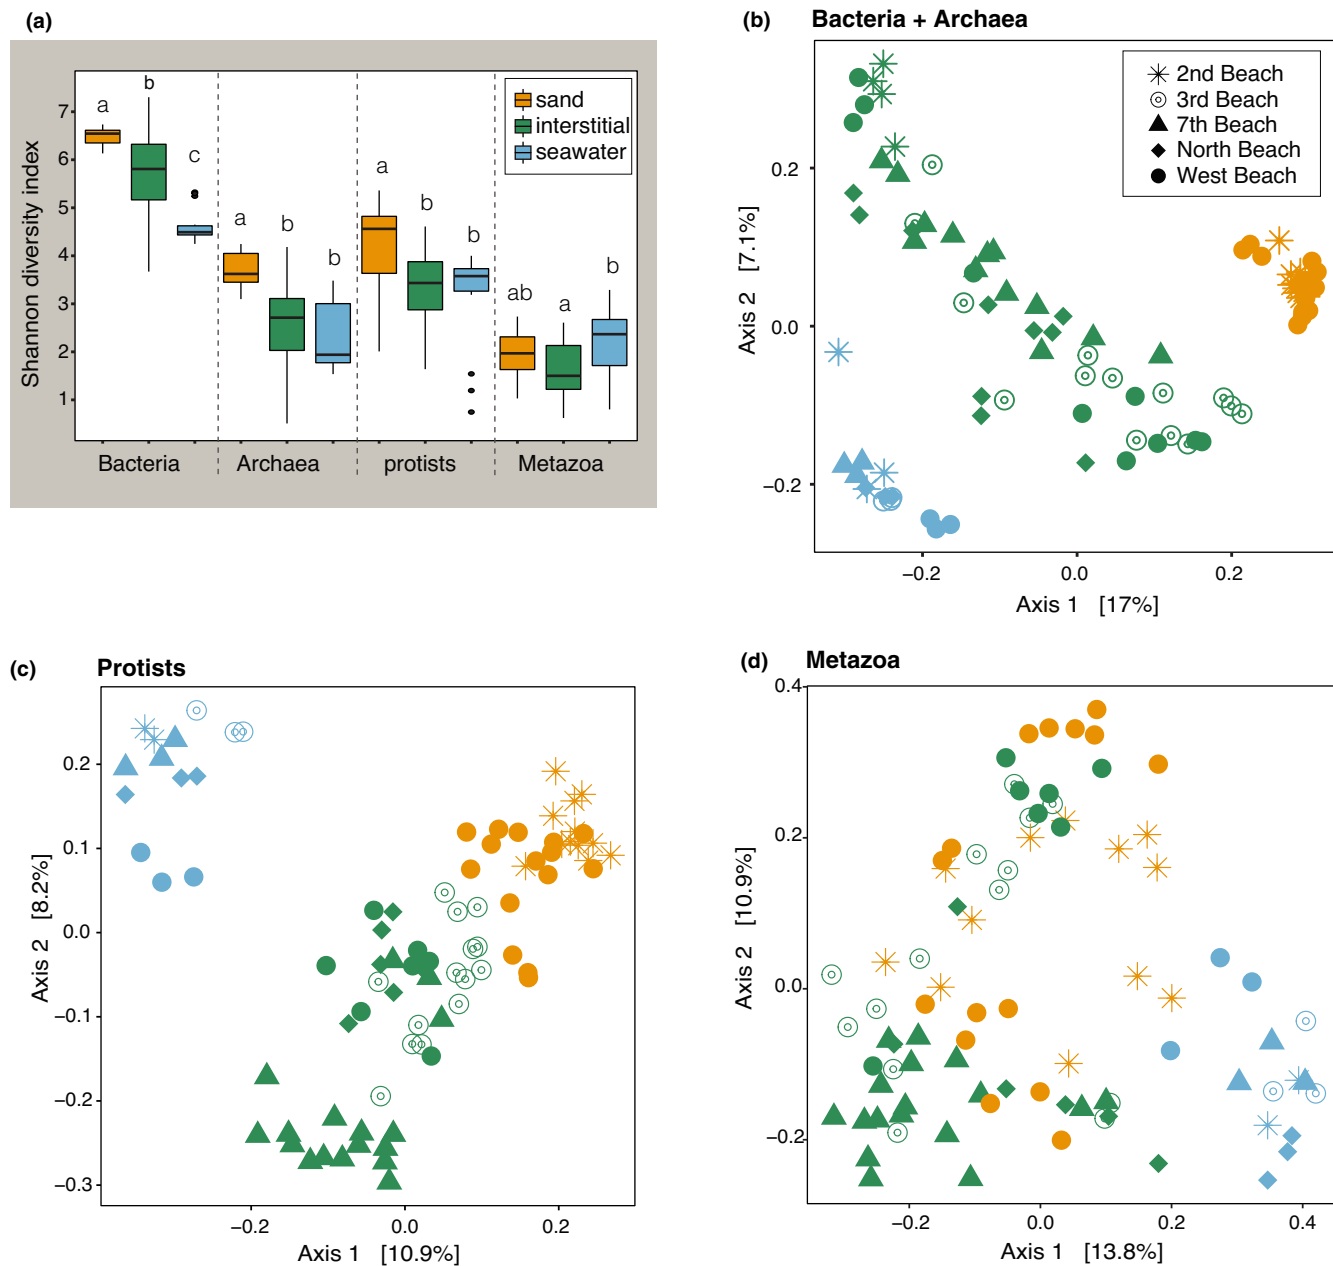 (a)
Shannon diversity index
7
6
5
4
3
2
1
a
b
c
a
b
b
a
b
b
ab
a
b
sand
interstitial
seawater
Bacteria
Archaea
protists
Metazoa
(b) Bacteria + Archaea
2nd Beach
3rd Beach
7th Beach
North Beach
West Beach
Axis 2 [7.1%]
0.2
0.0
−0.2
−0.2
0.0
0.2
Axis 1 [17%]
(c) Protists
Axis 2 [8.2%]
0.2
0.1
0.0
−0.1
−0.2
−0.3
−0.2
0.0
0.2
Axis 1 [10.9%]
(d) Metazoa
Axis 2 [10.9%]
0.4
0.2
0.0
−0.2
−0.2
0.0
0.2
0.4
Axis 1 [13.8%]